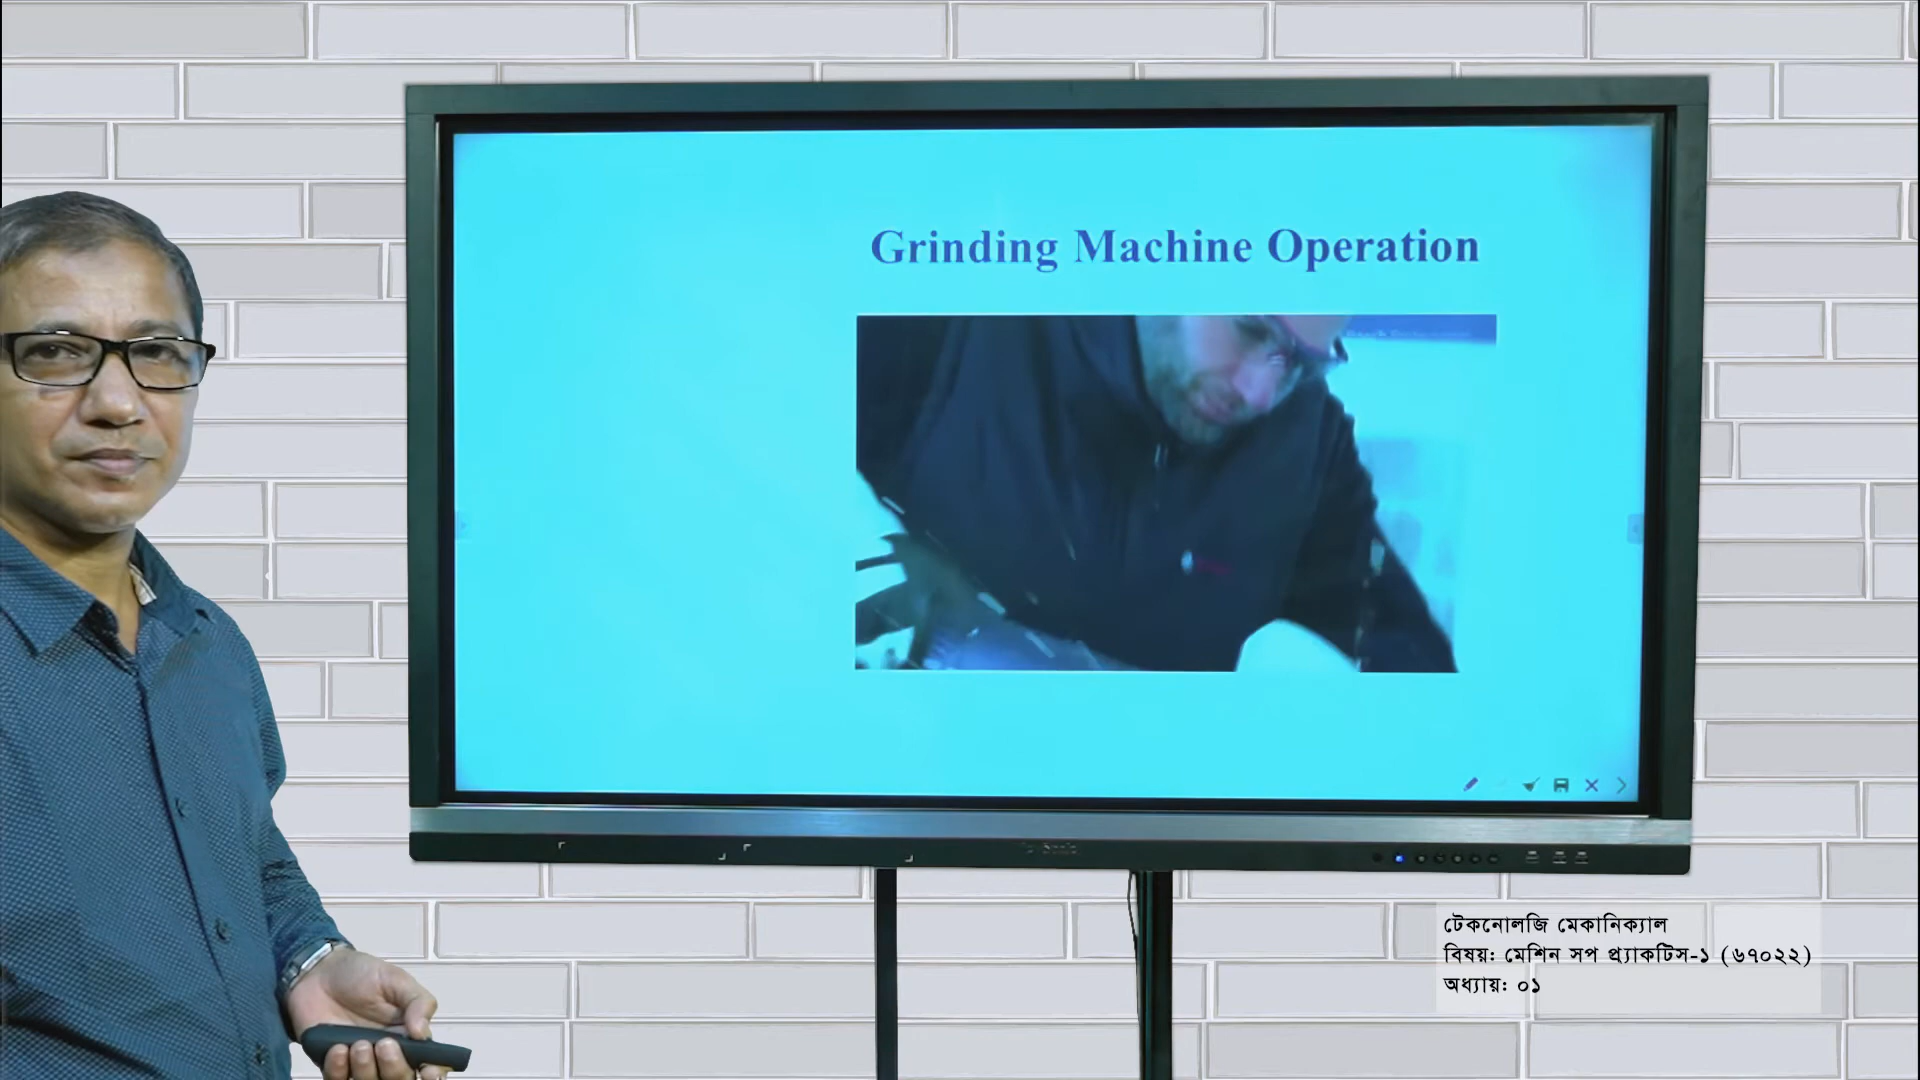 Grinding Machine Operation
টেকনোলজি মেকানিক্যাল
বিষয়: মেশিন সপ প্র্যাকটিস-১ (৬৭০২২)
অধ্যায়: ০১